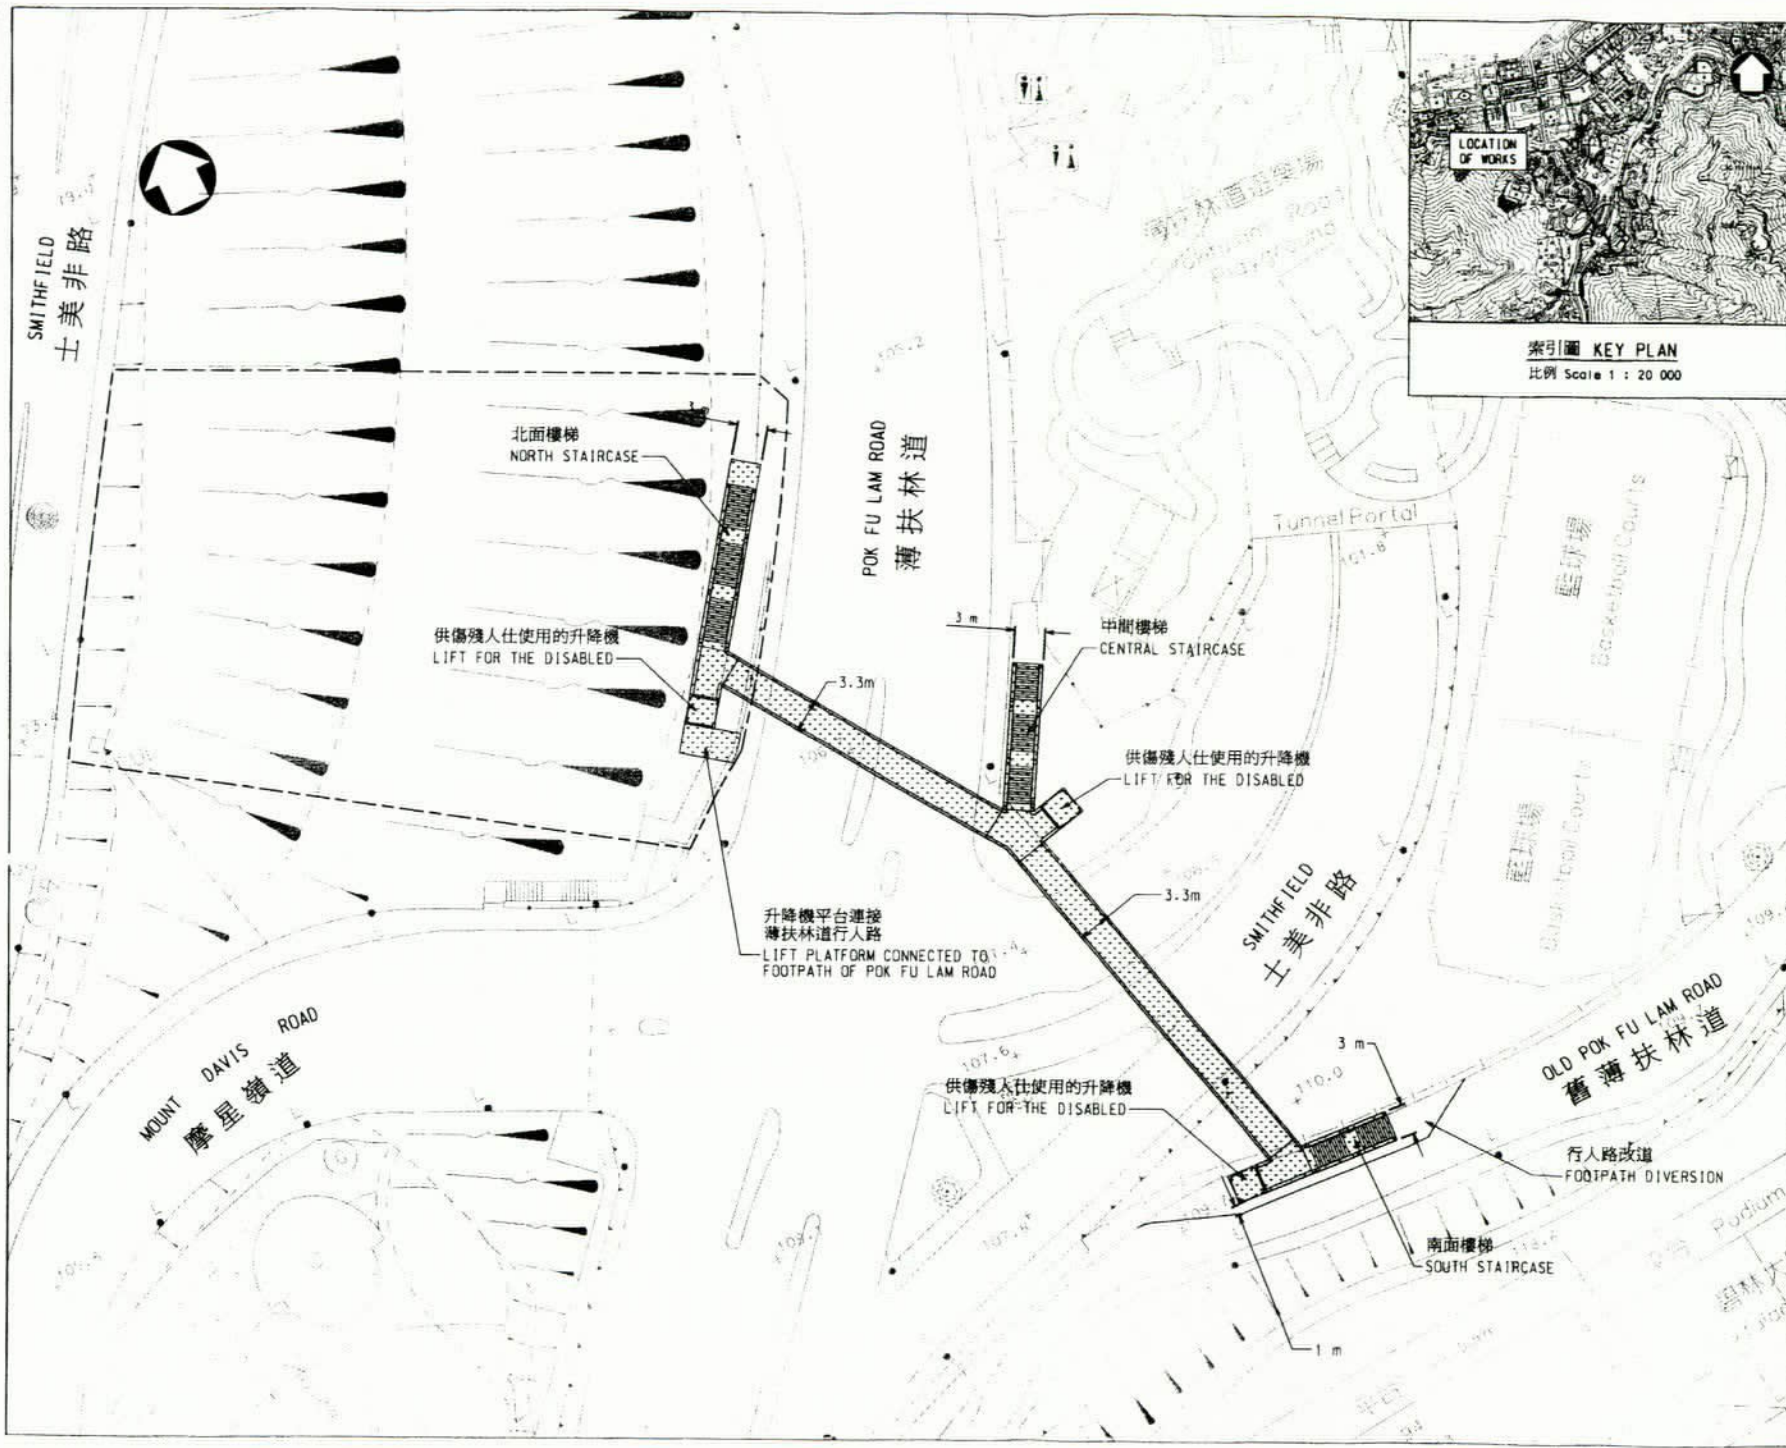 LOCATION
OF WORKS
索引圖 KEY PLAN
比例 Scale 1 : 20 000
SMITHFIELD
士美非路
北面樓梯
NORTH STAIRCASE
POK FU LAM ROAD
薄扶林道
105.2
Playground
Tunnel Portal
101.8
籃球場
Basketball Courts
3 m
中間樓梯
CENTRAL STAIRCASE
供傷殘人仕使用的升降機
LIFT FOR THE DISABLED
3.3m
供傷殘人仕使用的升降機
LIFT FOR THE DISABLED
籃球場
Basketball Courts
3.3m
升降機平台連接
薄扶林道行人路
LIFT PLATFORM CONNECTED TO
FOOTPATH OF POK FU LAM ROAD
SMITHFIELD
士美非路
OLD POK FU LAM ROAD
舊薄扶林道
MOUNT DAVIS ROAD
摩星嶺道
107.6
3 m
110.0
供傷殘人仕使用的升降機
LIFT FOR THE DISABLED
行人路改道
FOOTPATH DIVERSION
南面樓梯
SOUTH STAIRCASE
Podium
1 m